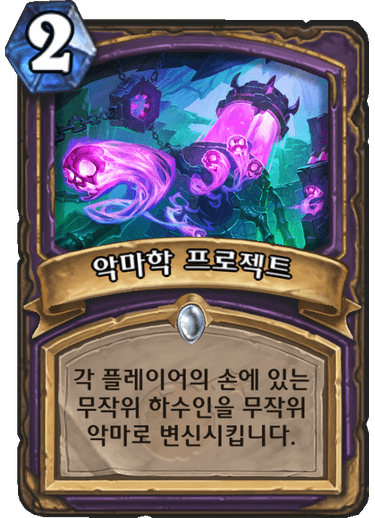 2
악마학 프로젝트
각 플레이어의 손에 있는
무작위 하수인을 무작위
악마로 변신시킵니다.